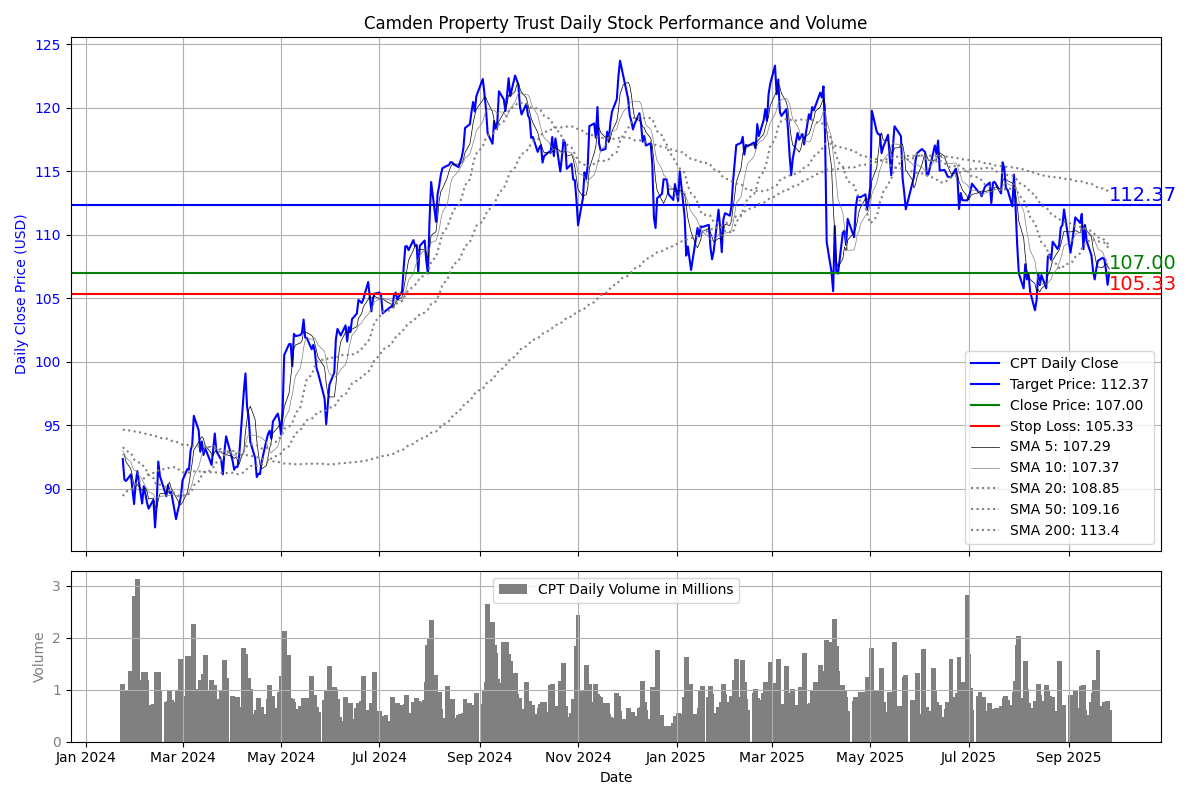 Camden Property Trust Daily Stock Performance and Volume
Daily Close Price (USD)
125
120
115
110
105
100
95
90
112.37
107.00
105.33
CPT Daily Close
Target Price: 112.37
Close Price: 107.00
Stop Loss: 105.33
SMA 5: 107.29
SMA 10: 107.37
SMA 20: 108.85
SMA 50: 109.16
SMA 200: 113.4
Volume
3
2
1
0
CPT Daily Volume in Millions
Jan 2024 Mar 2024 May 2024 Jul 2024 Sep 2024 Nov 2024 Jan 2025 Mar 2025 May 2025 Jul 2025 Sep 2025
Date